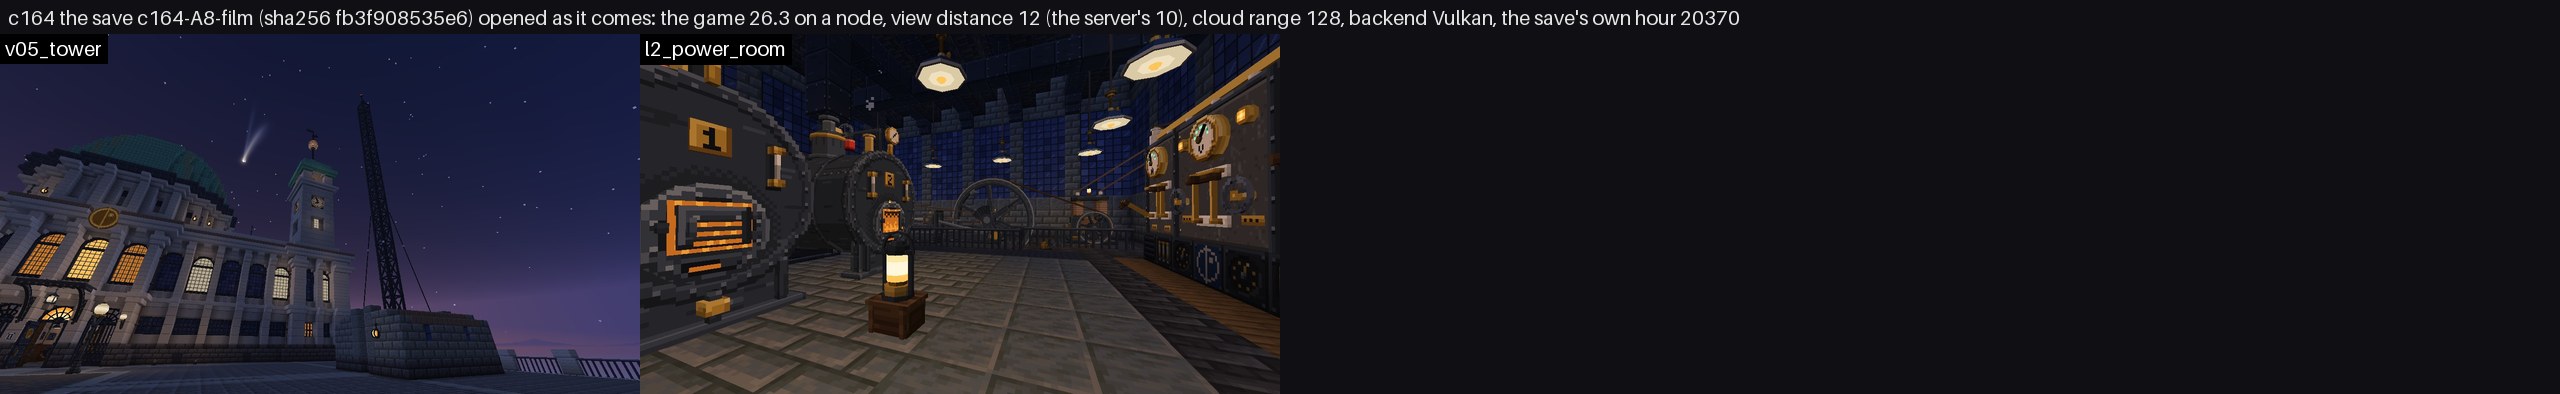 c164 the save c164-A8-film (sha256 fb3f908535e6) opened as it comes: the game 26.3 on a node, view distance 12 (the server's 10), cloud range 128, backend Vulkan, the save's own hour 20370
v05_tower
l2_power_room
1
2